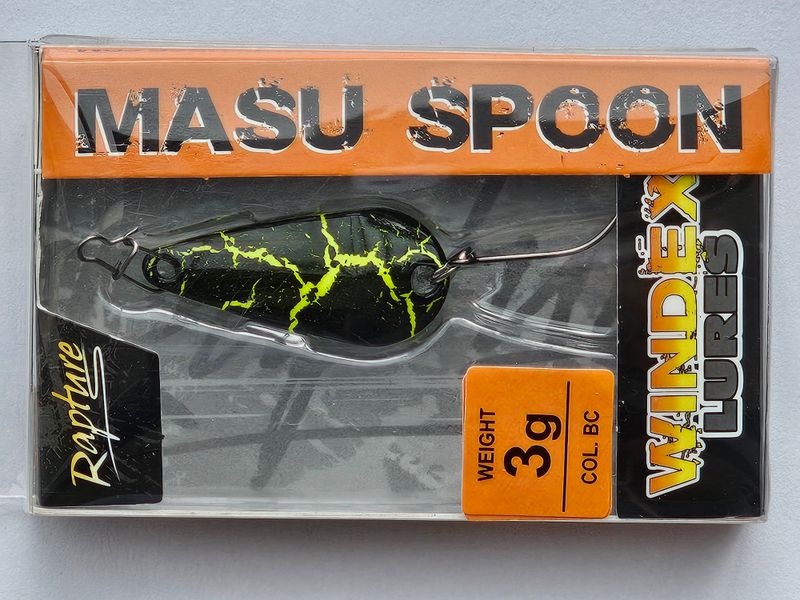 MASU SPOON
WINDEX
LURES
Rapture
WEIGHT
3g
COL. BC